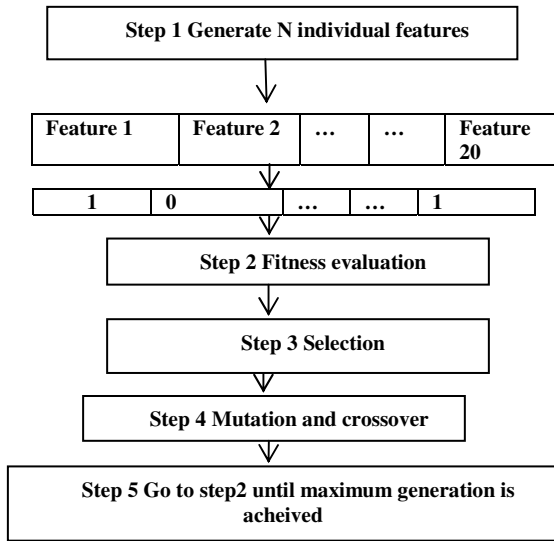 Step 1 Generate N individual features
Feature 1 Feature 2 … … Feature
20
1 0 … … 1
Step 2 Fitness evaluation
Step 3 Selection
Step 4 Mutation and crossover
Step 5 Go to step2 until maximum generation is
acheived